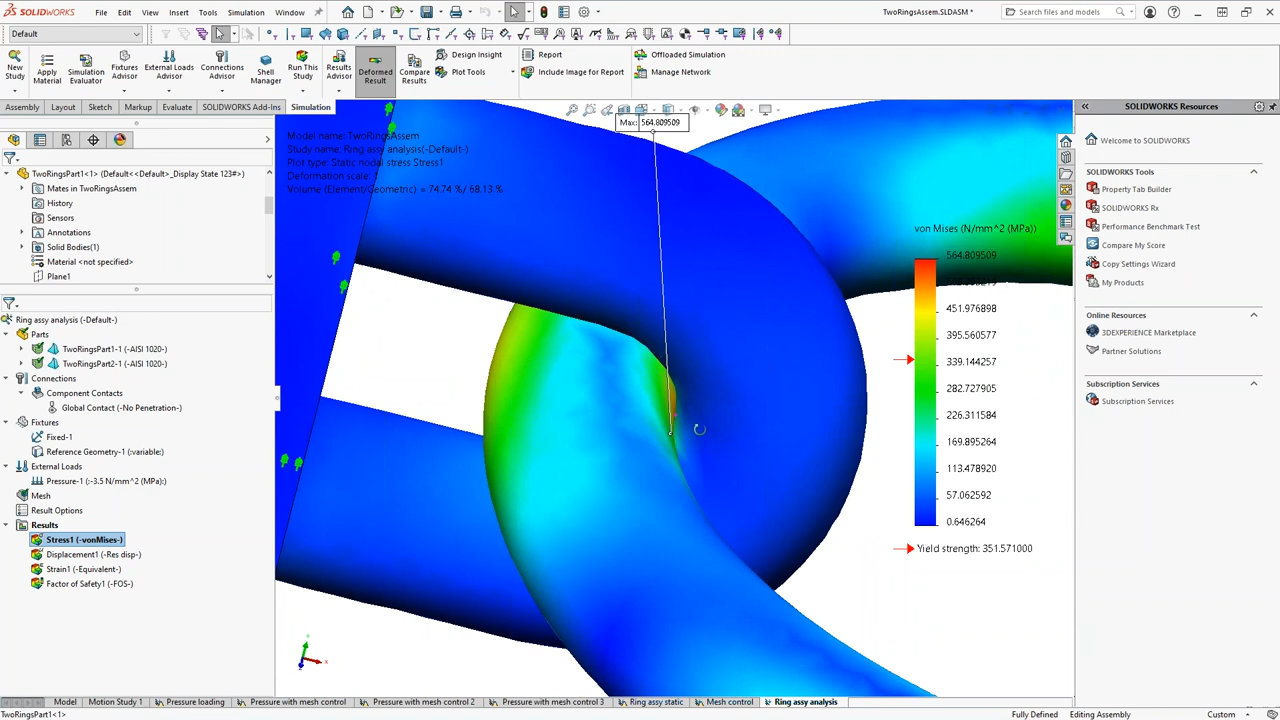 SOLIDWORKS File Edit View Insert Tools Simulation Window TwoRingsAssem.SLDASM * Search files and models
Default
New Study
Apply Material
Simulation Evaluator
Fixtures Advisor
External Loads Advisor
Connections Advisor
Shell Manager
Run This Study
Results Advisor
Deformed Result
Compare Results
Design Insight
Plot Tools
Report
Include Image for Report
Offloaded Simulation
Manage Network
Assembly Layout Sketch Markup Evaluate SOLIDWORKS Add-Ins Simulation
TwoRingsPart1<1> (Default<<Default>_Display State 123#>)
Mates in TwoRingsAssem
History
Sensors
Annotations
Solid Bodies(1)
Material <not specified>
Plane1
Ring assy analysis (-Default-)
Parts
TwoRingsPart1-1 (-AISI 1020-)
TwoRingsPart2-1 (-AISI 1020-)
Connections
Component Contacts
Global Contact (-No Penetration-)
Fixtures
Fixed-1
Reference Geometry-1 (:variable:)
External Loads
Pressure-1 (:-3.5 N/mm^2 (MPa):)
Mesh
Result Options
Results
Stress1 (-vonMises-)
Displacement1 (-Res disp-)
Strain1 (-Equivalent-)
Factor of Safety1 (-FOS-)
Model name: TwoRingsAssem
Study name: Ring assy analysis(-Default-)
Plot type: Static nodal stress Stress1
Deformation scale: 1
Volume (Element/Geometric) = 74.74 %/ 68.13 %
Max: 564.809509
von Mises (N/mm^2 (MPa))
564.809509
451.976898
395.560577
339.144257
282.727905
226.311584
169.895264
113.478920
57.062592
0.646264
Yield strength: 351.571000
SOLIDWORKS Resources
Welcome to SOLIDWORKS
SOLIDWORKS Tools
Property Tab Builder
SOLIDWORKS Rx
Performance Benchmark Test
Compare My Score
Copy Settings Wizard
My Products
Online Resources
3DEXPERIENCE Marketplace
Partner Solutions
Subscription Services
Subscription Services
Model Motion Study 1 Pressure loading Pressure with mesh control Pressure with mesh control 2 Pressure with mesh control 3 Ring assy static Mesh control Ring assy analysis
TwoRingsPart1<1> Fully Defined Editing Assembly Custom